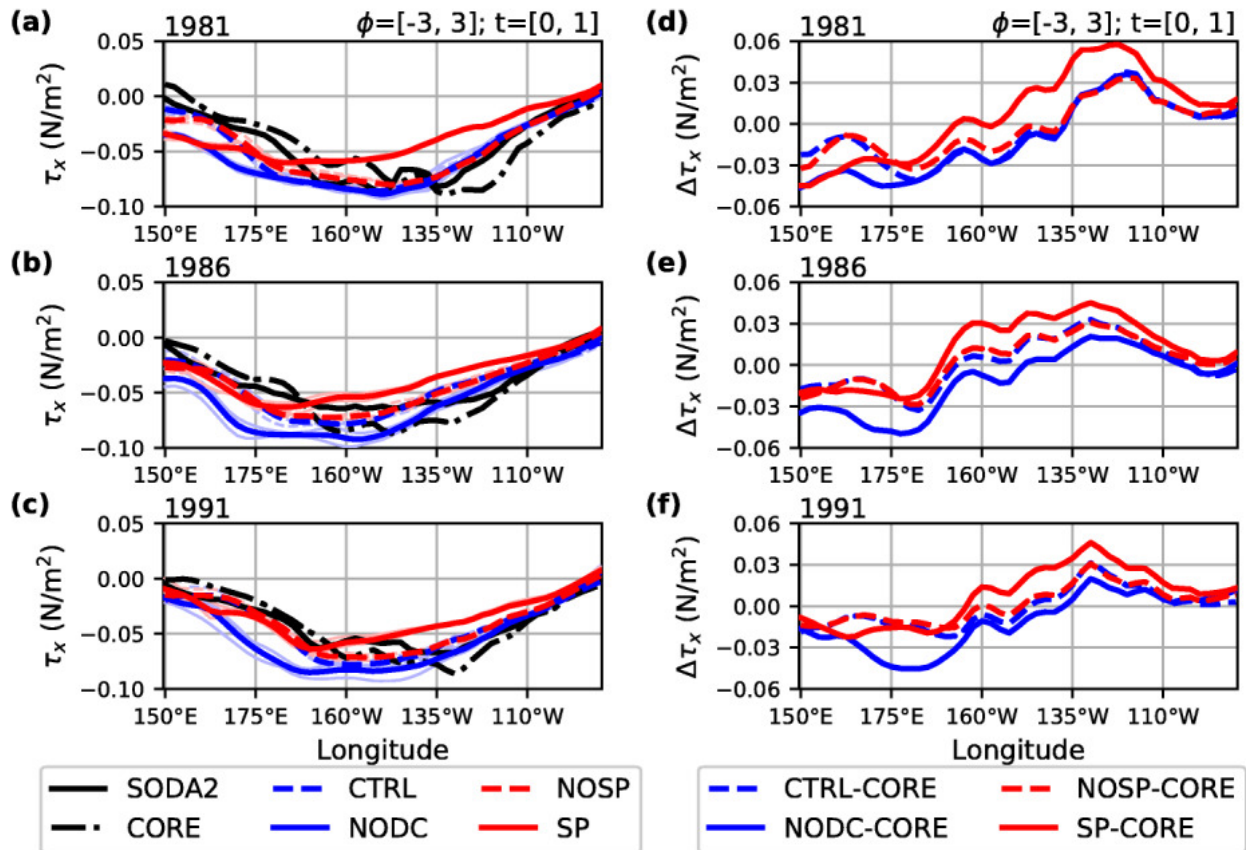 (a) 1981 ϕ=[-3, 3]; t=[0, 1]
τx (N/m²)
0.05
0.00
−0.05
−0.10
150°E 175°E 160°W 135°W 110°W
(b) 1986
τx (N/m²)
0.05
0.00
−0.05
−0.10
150°E 175°E 160°W 135°W 110°W
(c) 1991
τx (N/m²)
0.05
0.00
−0.05
−0.10
150°E 175°E 160°W 135°W 110°W
Longitude
SODA2 CTRL NOSP
CORE NODC SP
(d) 1981 ϕ=[-3, 3]; t=[0, 1]
Δτx (N/m²)
0.06
0.03
0.00
−0.03
−0.06
150°E 175°E 160°W 135°W 110°W
(e) 1986
Δτx (N/m²)
0.06
0.03
0.00
−0.03
−0.06
150°E 175°E 160°W 135°W 110°W
(f) 1991
Δτx (N/m²)
0.06
0.03
0.00
−0.03
−0.06
150°E 175°E 160°W 135°W 110°W
Longitude
CTRL-CORE NOSP-CORE
NODC-CORE SP-CORE